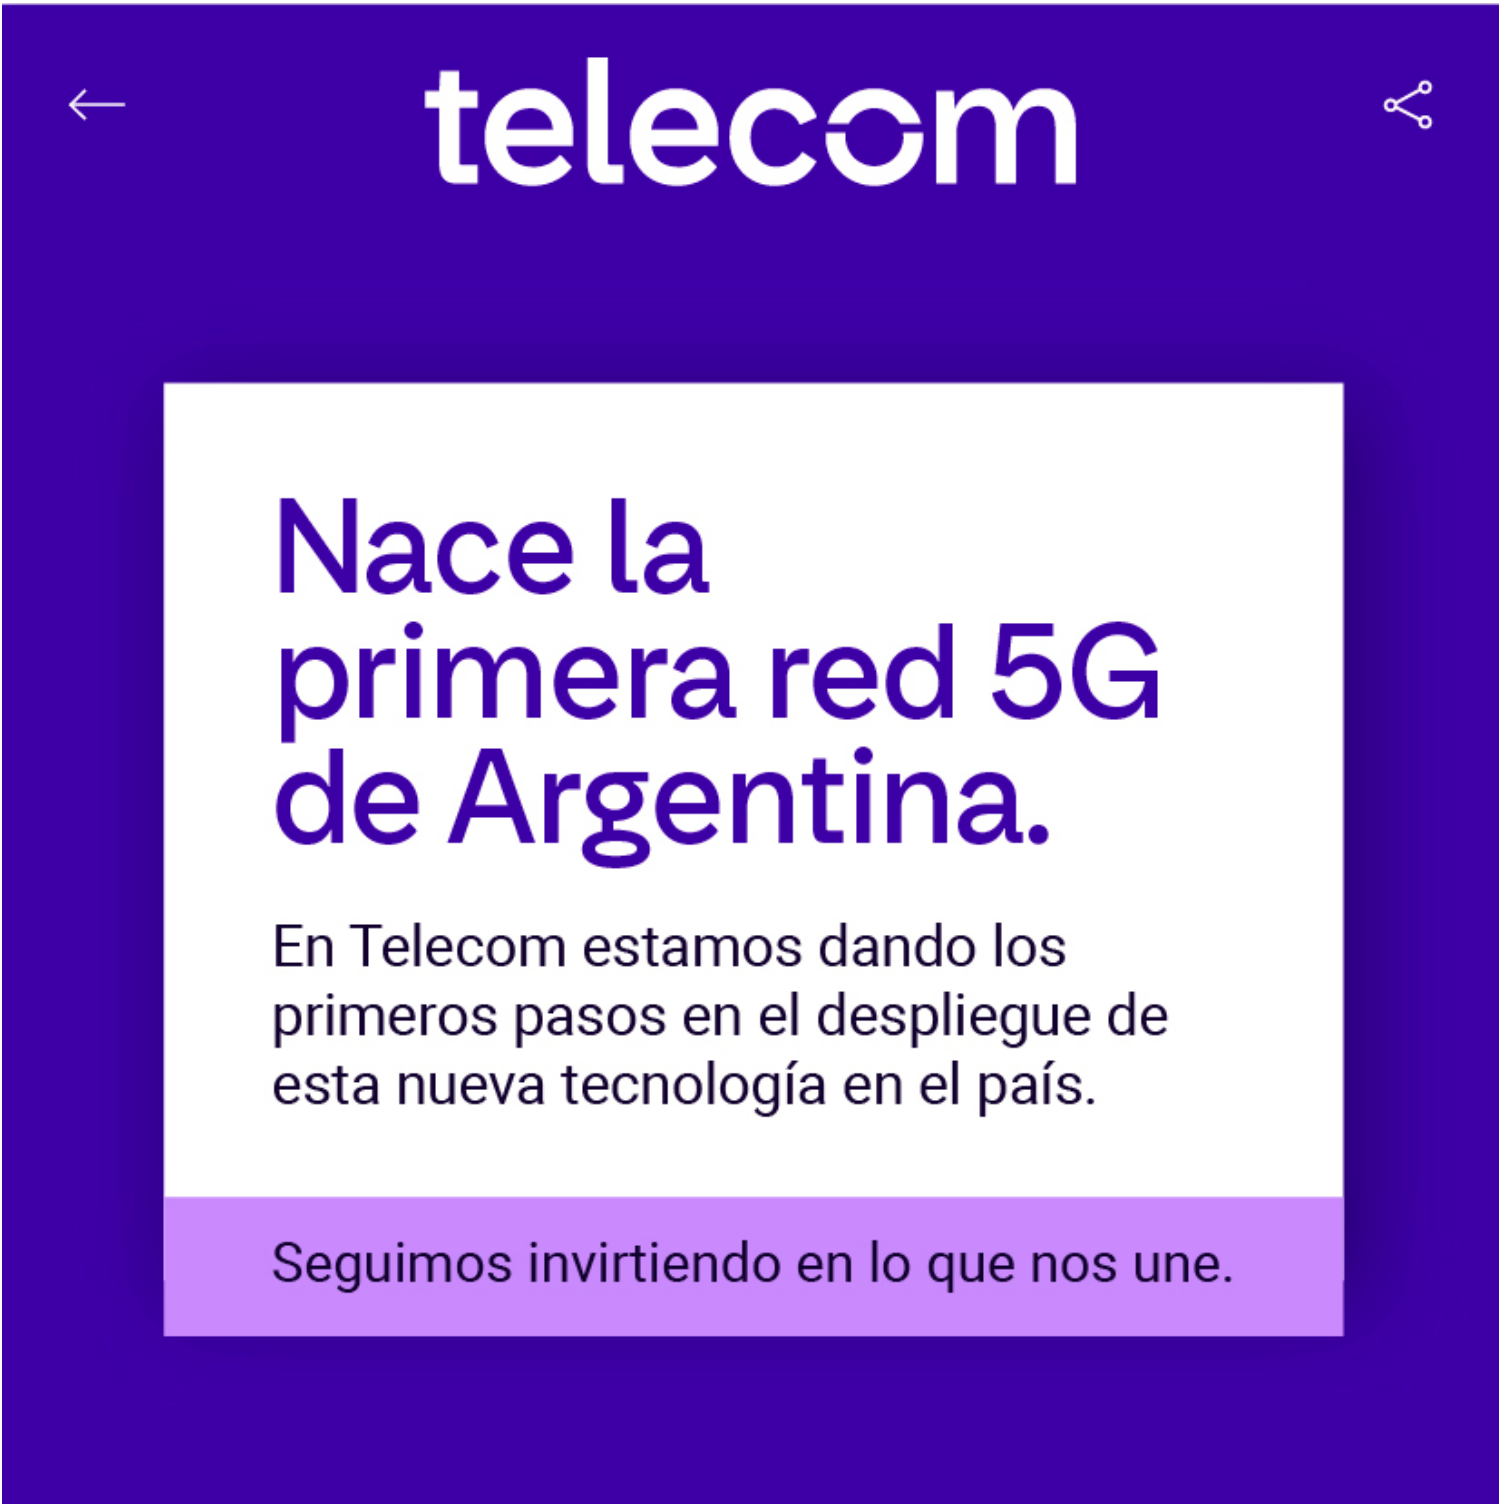 telecom
Nace la
primera red 5G
de Argentina.
En Telecom estamos dando los
primeros pasos en el despliegue de
esta nueva tecnología en el país.
Seguimos invirtiendo en lo que nos une.